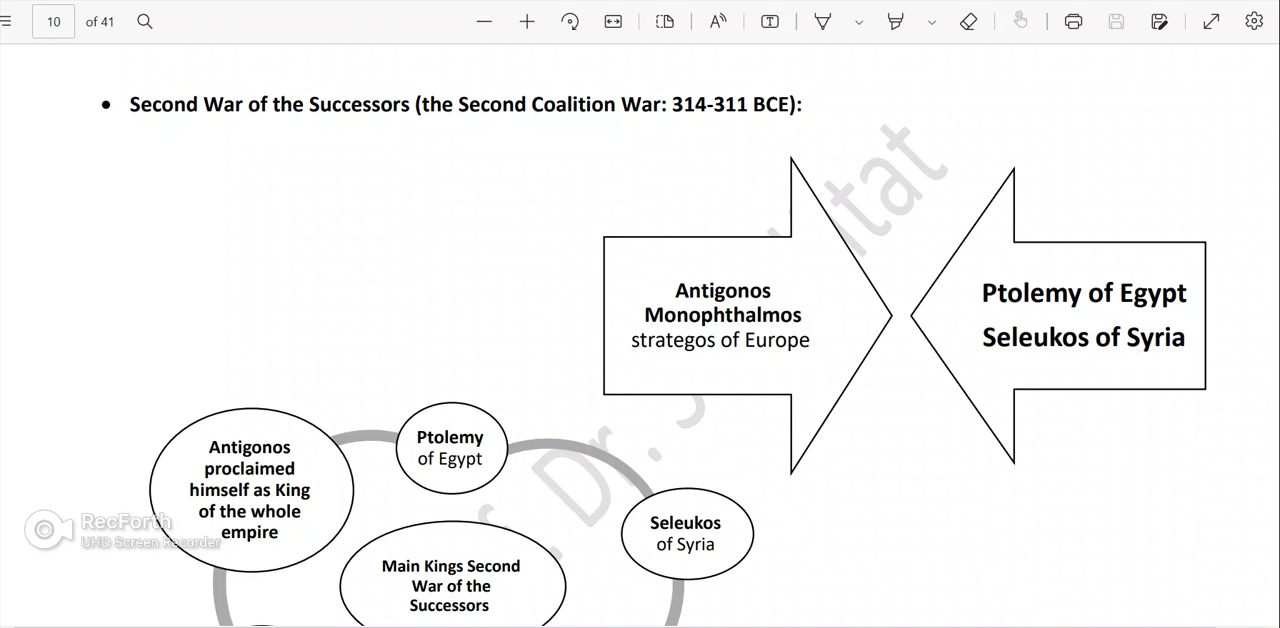 10 of 41
• Second War of the Successors (the Second Coalition War: 314-311 BCE):
Antigonos
Monophthalmos
strategos of Europe
Ptolemy of Egypt
Seleukos of Syria
Antigonos
proclaimed
himself as King
of the whole
empire
Ptolemy
of Egypt
Seleukos
of Syria
Main Kings Second
War of the
Successors
RecForth
UHD Screen Recorder
Dr.